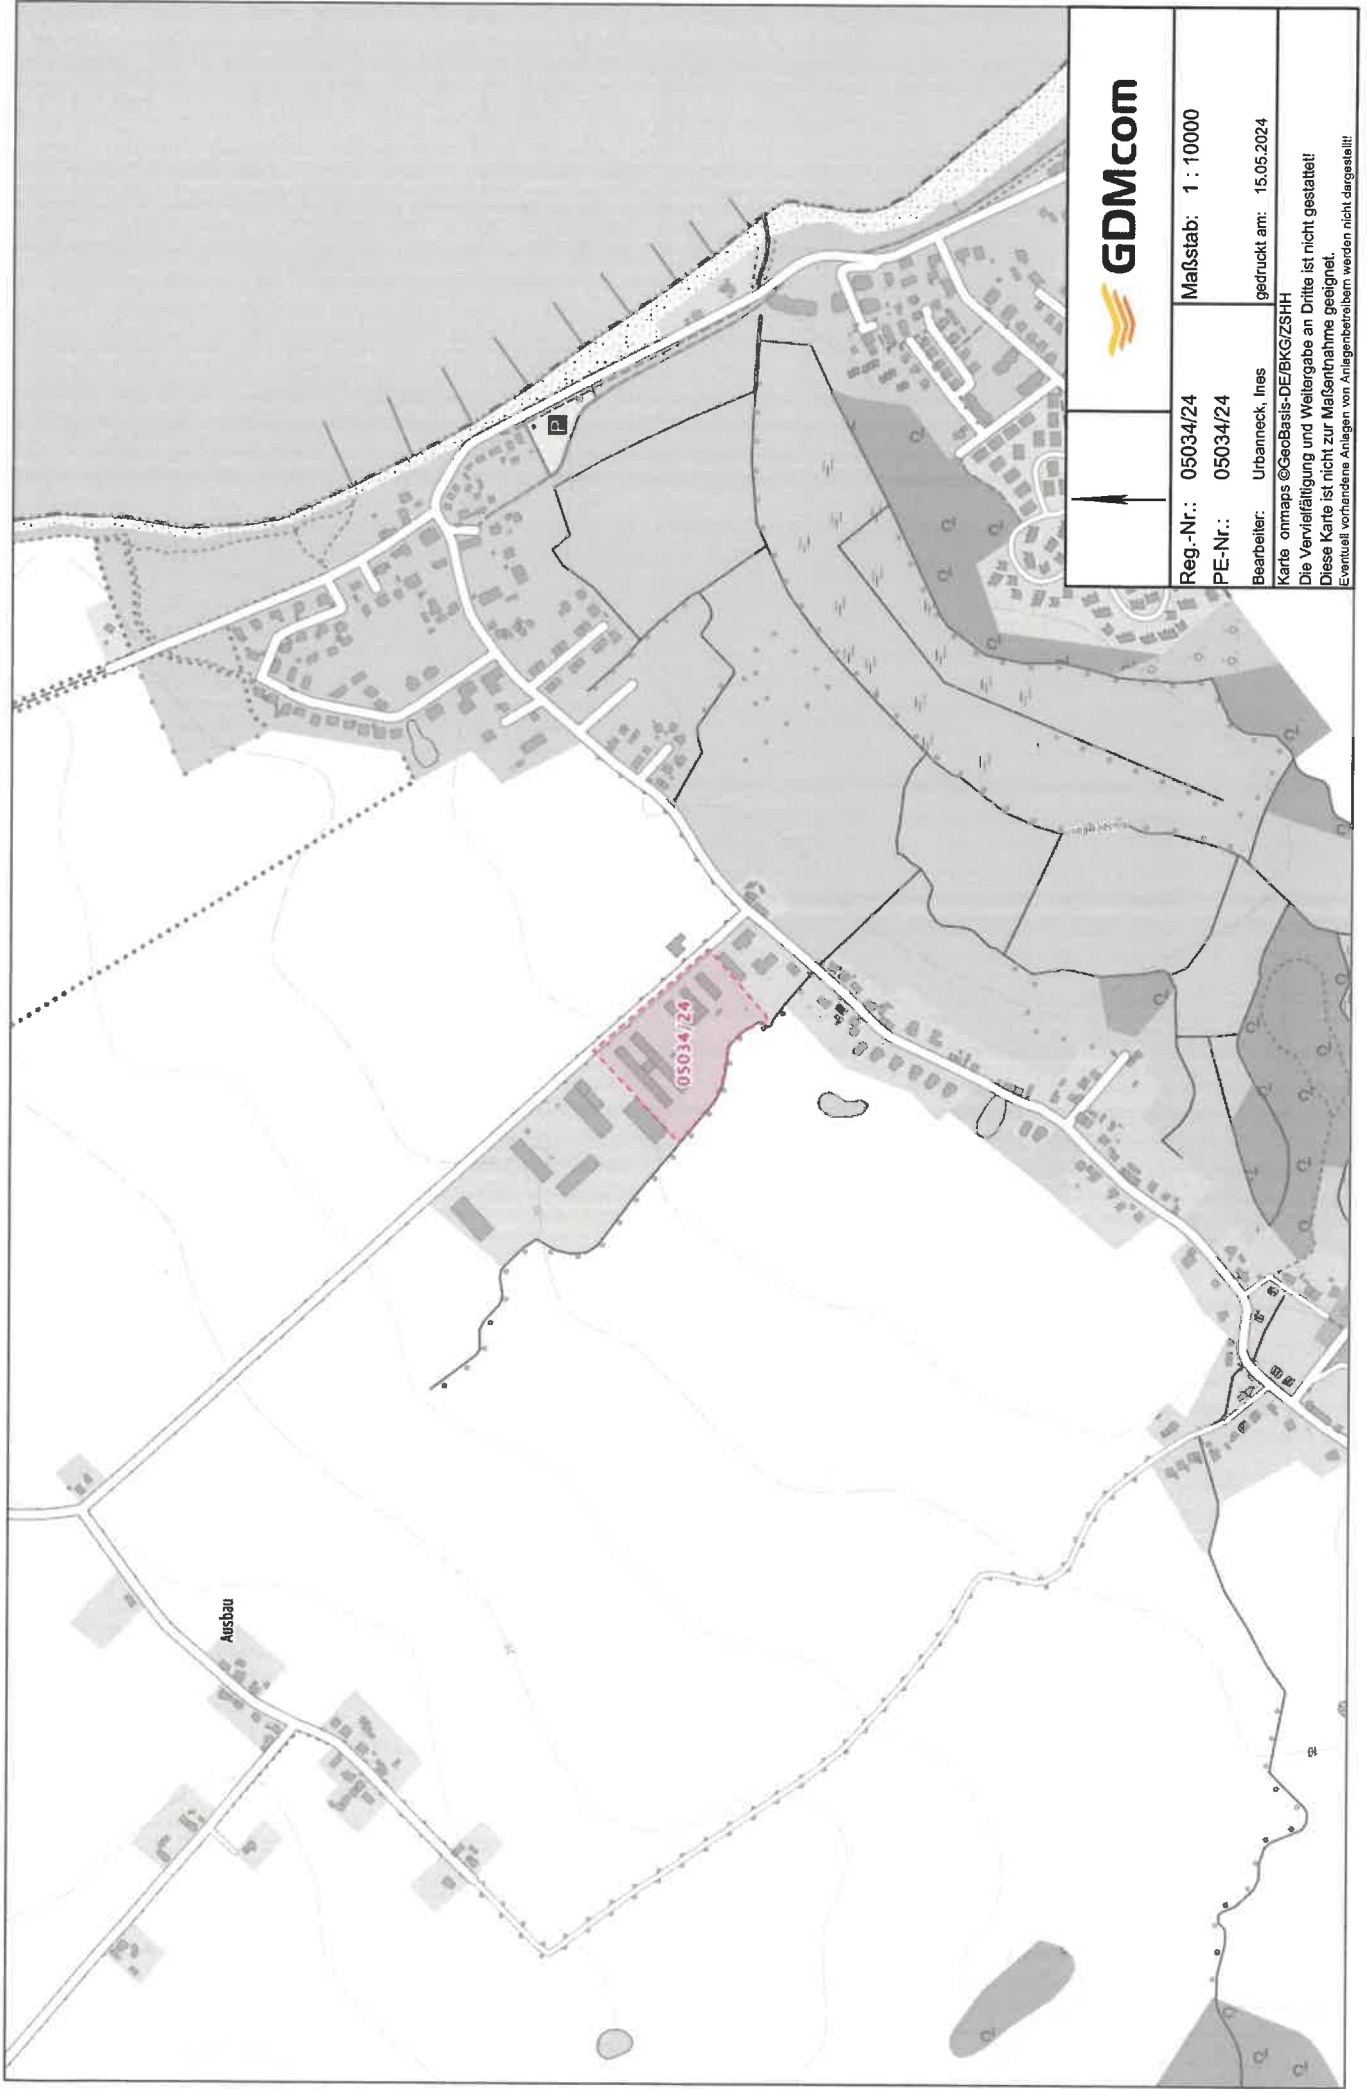 Ausbau
P
05034/24
GDMcom
Reg.-Nr.: 05034/24
Maßstab: 1 : 10000
PE-Nr.: 05034/24
Bearbeiter: Urbanneck, Ines
gedruckt am: 15.05.2024
Karte onmaps ©GeoBasis-DE/BKG/ZSHH
Die Vervielfältigung und Weitergabe an Dritte ist nicht gestattet!
Diese Karte ist nicht zur Maßentnahme geeignet.
Eventuell vorhandene Anlagen von Anlagenbetreibern werden nicht dargestellt!